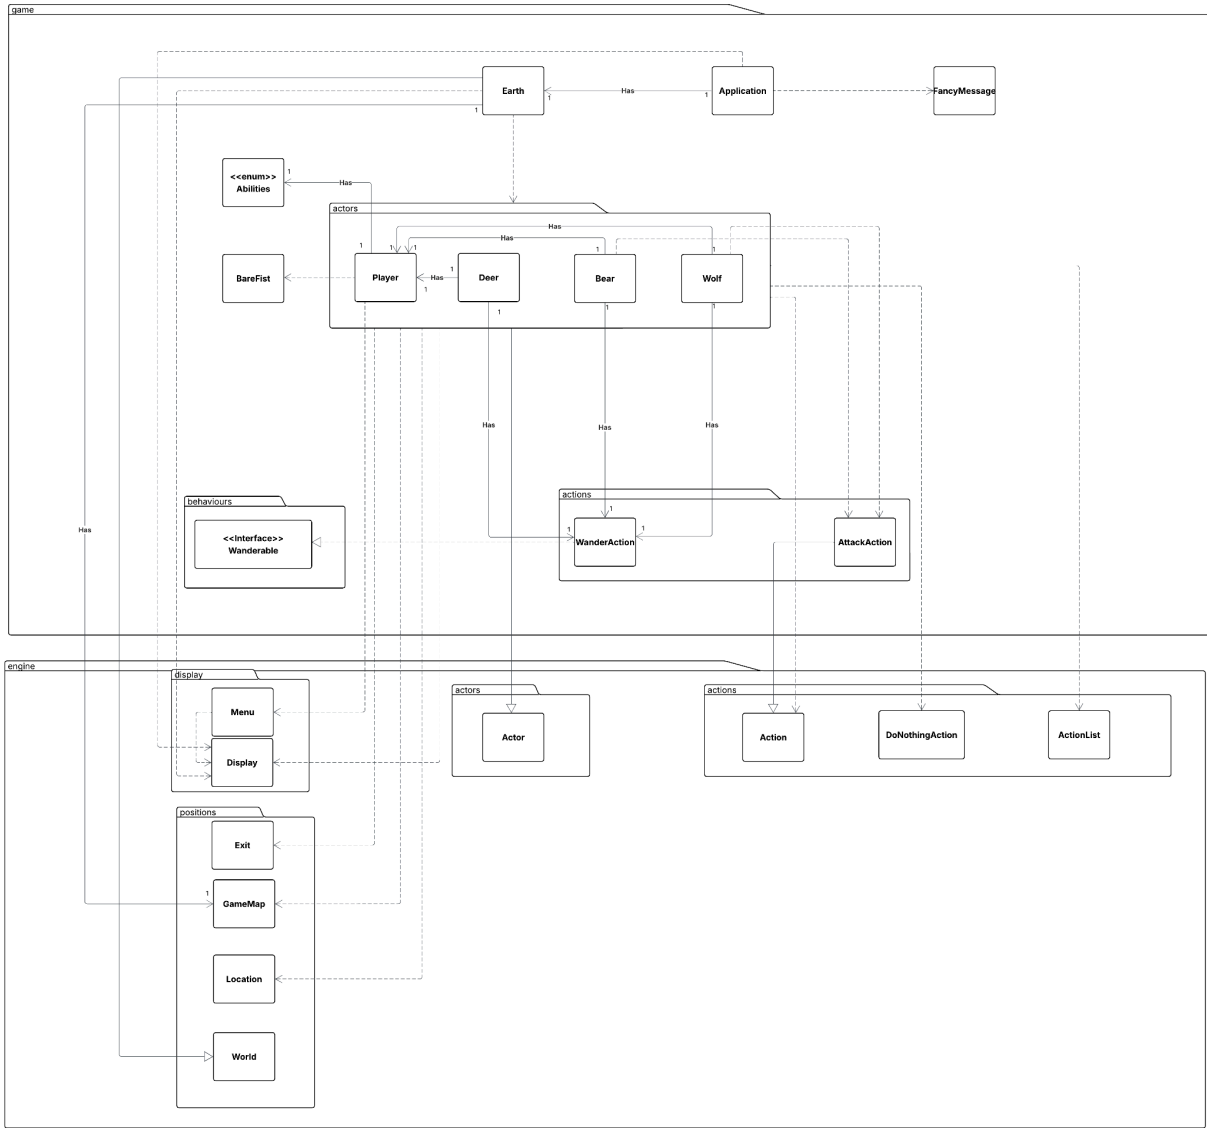 game
Earth
1
Has
1
Application
FancyMessage
1
<<enum>>
Abilities
1
Has
actors
Has
Has
1
1
1
1
1
BareFist
Player
Has
1
1
Deer
1
Bear
1
Wolf
1
Has
Has
Has
Has
behaviours
<<Interface>>
Wanderable
actions
1
1
1
WanderAction
AttackAction
engine
display
Menu
Display
actors
Actor
actions
Action
DoNothingAction
ActionList
positions
Exit
1
GameMap
Location
World